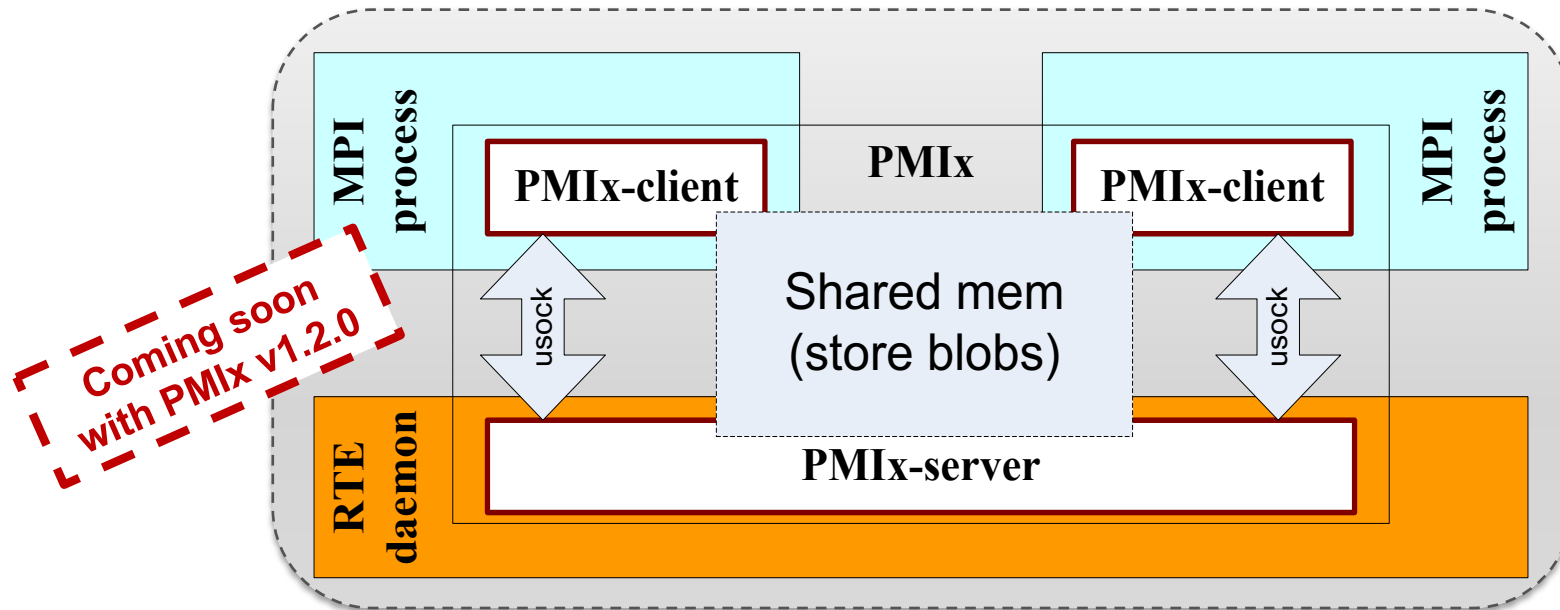 MPI
process
PMIx-client
PMIx
PMIx-client
MPI
process
usock
Shared mem
(store blobs)
usock
Coming soon
with PMIx v1.2.0
RTE
daemon
PMIx-server